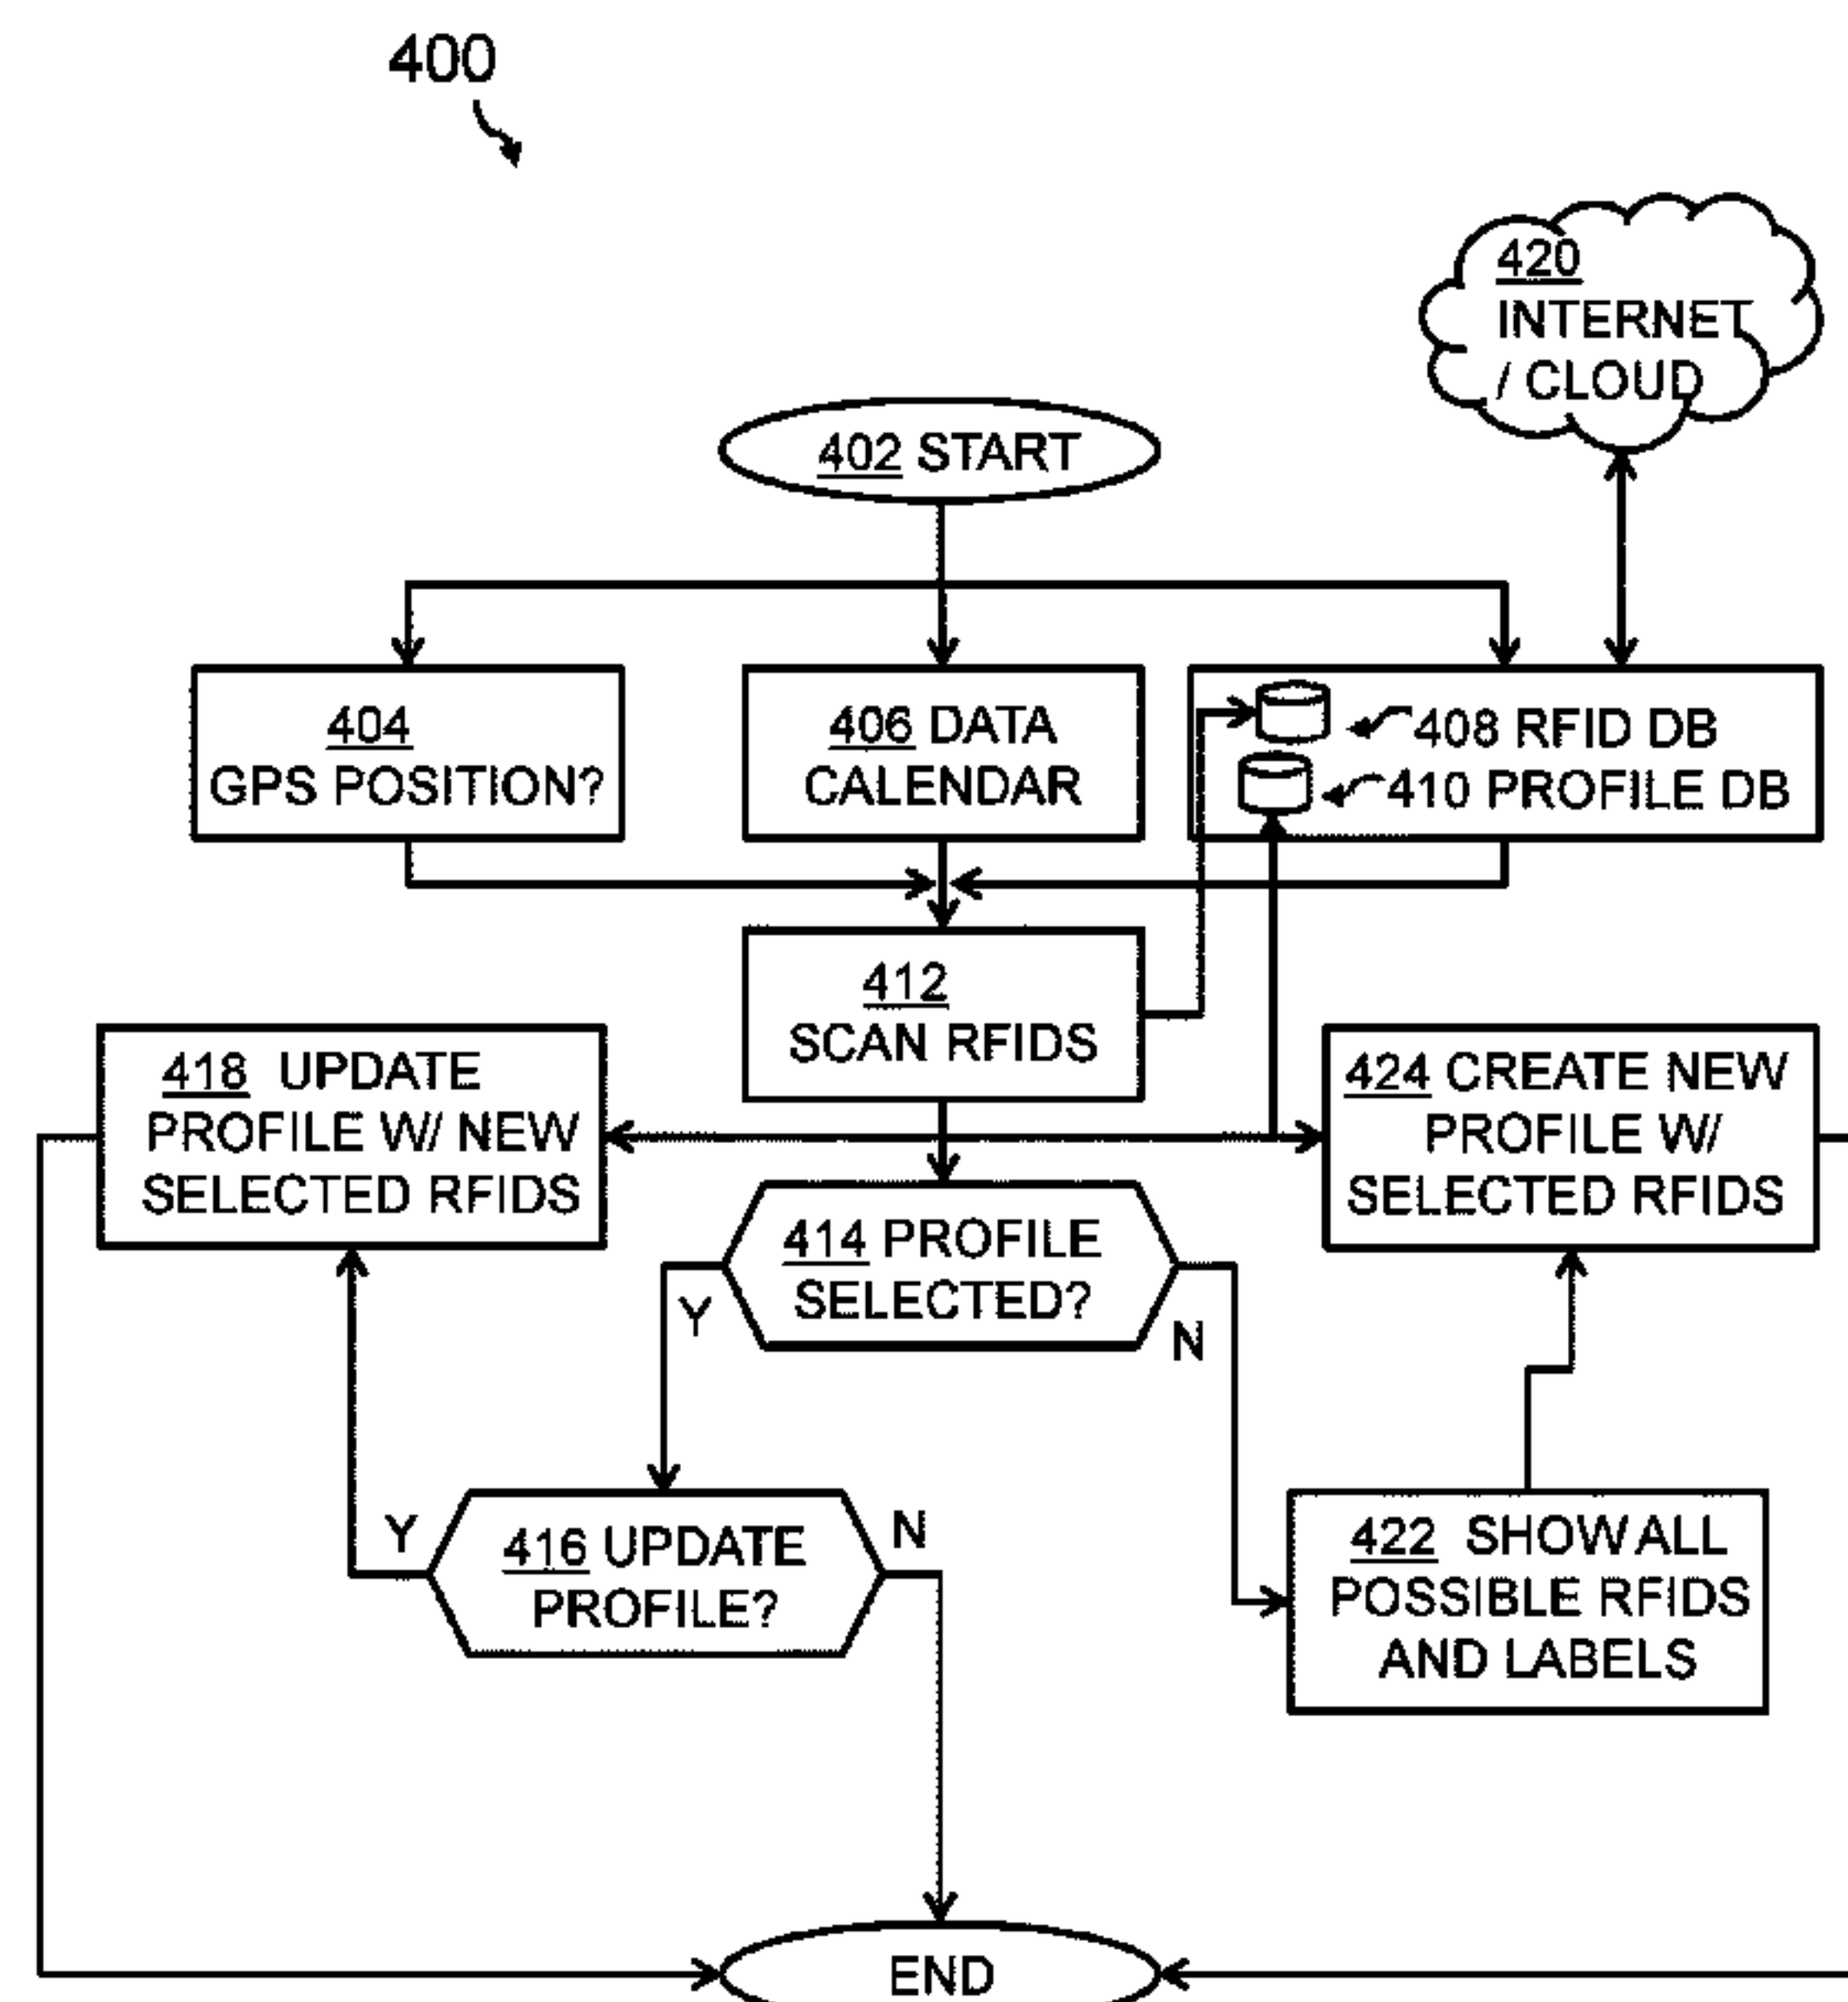 400
420
INTERNET
/ CLOUD
402 START
404
GPS POSITION?
406 DATA
CALENDAR
408 RFID DB
410 PROFILE DB
412
SCAN RFIDS
418 UPDATE
PROFILE W/ NEW
SELECTED RFIDS
424 CREATE NEW
PROFILE W/
SELECTED RFIDS
414 PROFILE
SELECTED?
Y
N
416 UPDATE
PROFILE?
Y
N
422 SHOW ALL
POSSIBLE RFIDS
AND LABELS
END